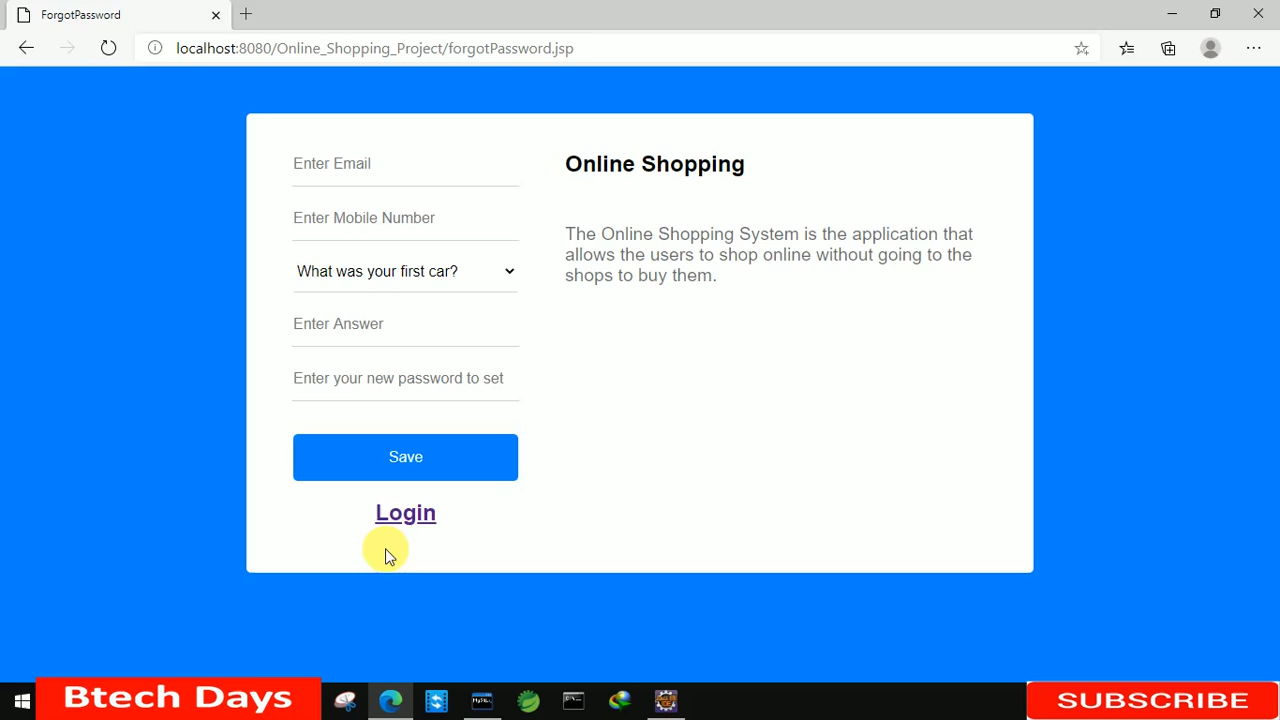 ForgotPassword
localhost:8080/Online_Shopping_Project/forgotPassword.jsp
Enter Email
Enter Mobile Number
What was your first car?
Enter Answer
Enter your new password to set
Save
Login
Online Shopping
The Online Shopping System is the application that
allows the users to shop online without going to the
shops to buy them.
Btech Days
SUBSCRIBE